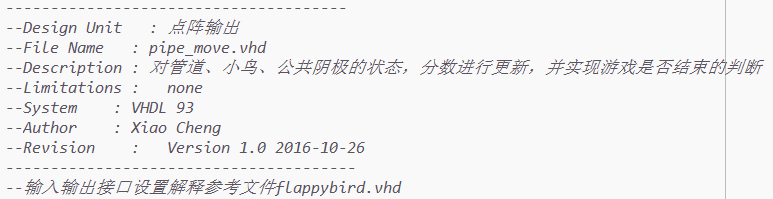 --------------------------------------
--Design Unit   : 点阵输出
--File Name   : pipe_move.vhd
--Description : 对管道、小鸟、公共阴极的状态，分数进行更新，并实现游戏是否结束的判断
--Limitations :   none
--System    : VHDL 93
--Author    : Xiao Cheng
--Revision    :   Version 1.0 2016-10-26
---------------------------------------
--输入输出接口设置解释参考文件flappybird.vhd